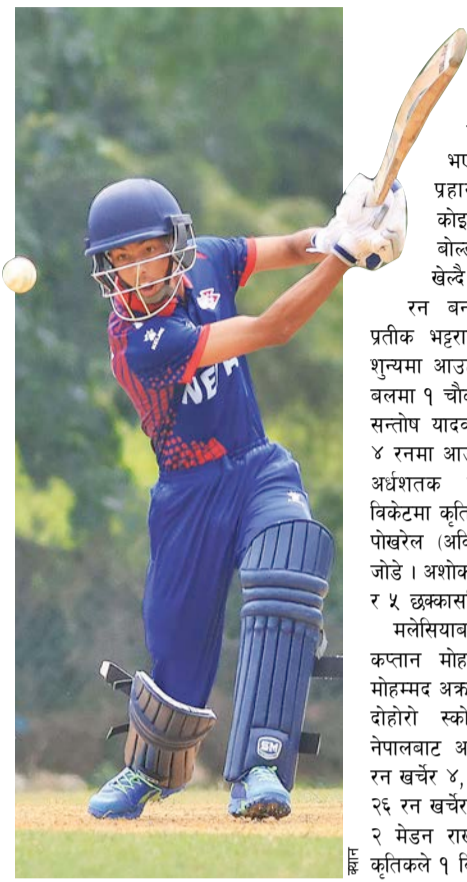 भए
प्रहा
कोइ
बोल्ड
खेल्दै
रन बन
प्रतीक भट्टरा
शुन्यमा आउ
बलमा १ चौव
सन्तोष यादव
४ रनमा आउ
अर्धशतक
विकेटमा कृति
पोखरेल (अवि
जोडे । अशोक
र ५ छक्कासहि
मलेसियाब
कप्तान मोह
मोहम्मद अक्र
दोहोरो स्को
नेपालबाट अ
रन खर्चेर ४,
२६ रन खर्चेर
२ मेडन राख
कृतिकले १ वि
NEPA
SM
क्यान